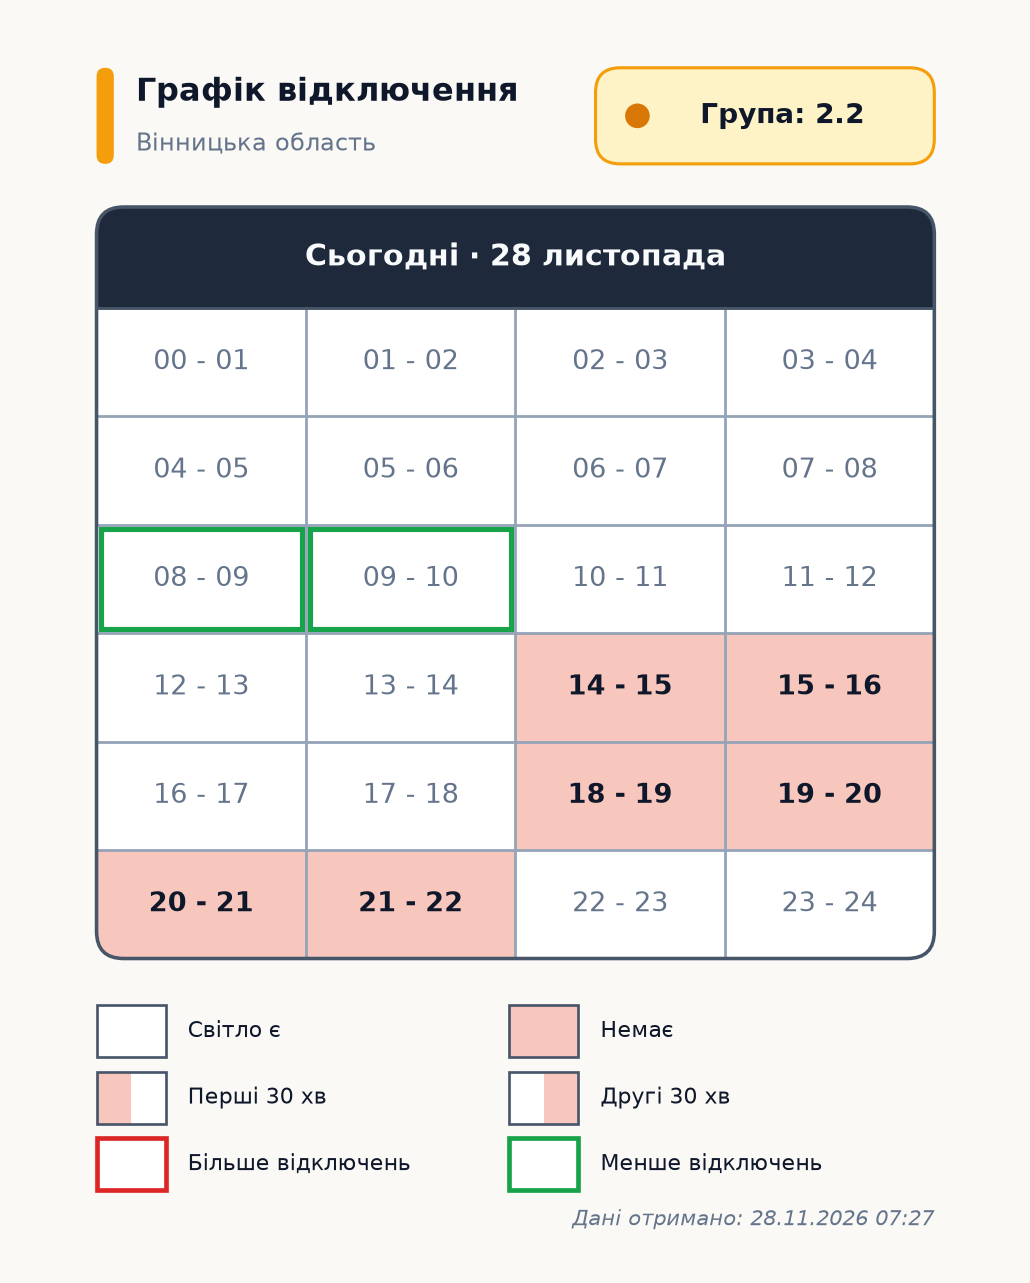 Графік відключення
Вінницька область
Група: 2.2
Сьогодні · 28 листопада
00 - 01 01 - 02 02 - 03 03 - 04
04 - 05 05 - 06 06 - 07 07 - 08
08 - 09 09 - 10 10 - 11 11 - 12
12 - 13 13 - 14 14 - 15 15 - 16
16 - 17 17 - 18 18 - 19 19 - 20
20 - 21 21 - 22 22 - 23 23 - 24
Світло є Немає
Перші 30 хв Другі 30 хв
Більше відключень Менше відключень
Дані отримано: 28.11.2026 07:27